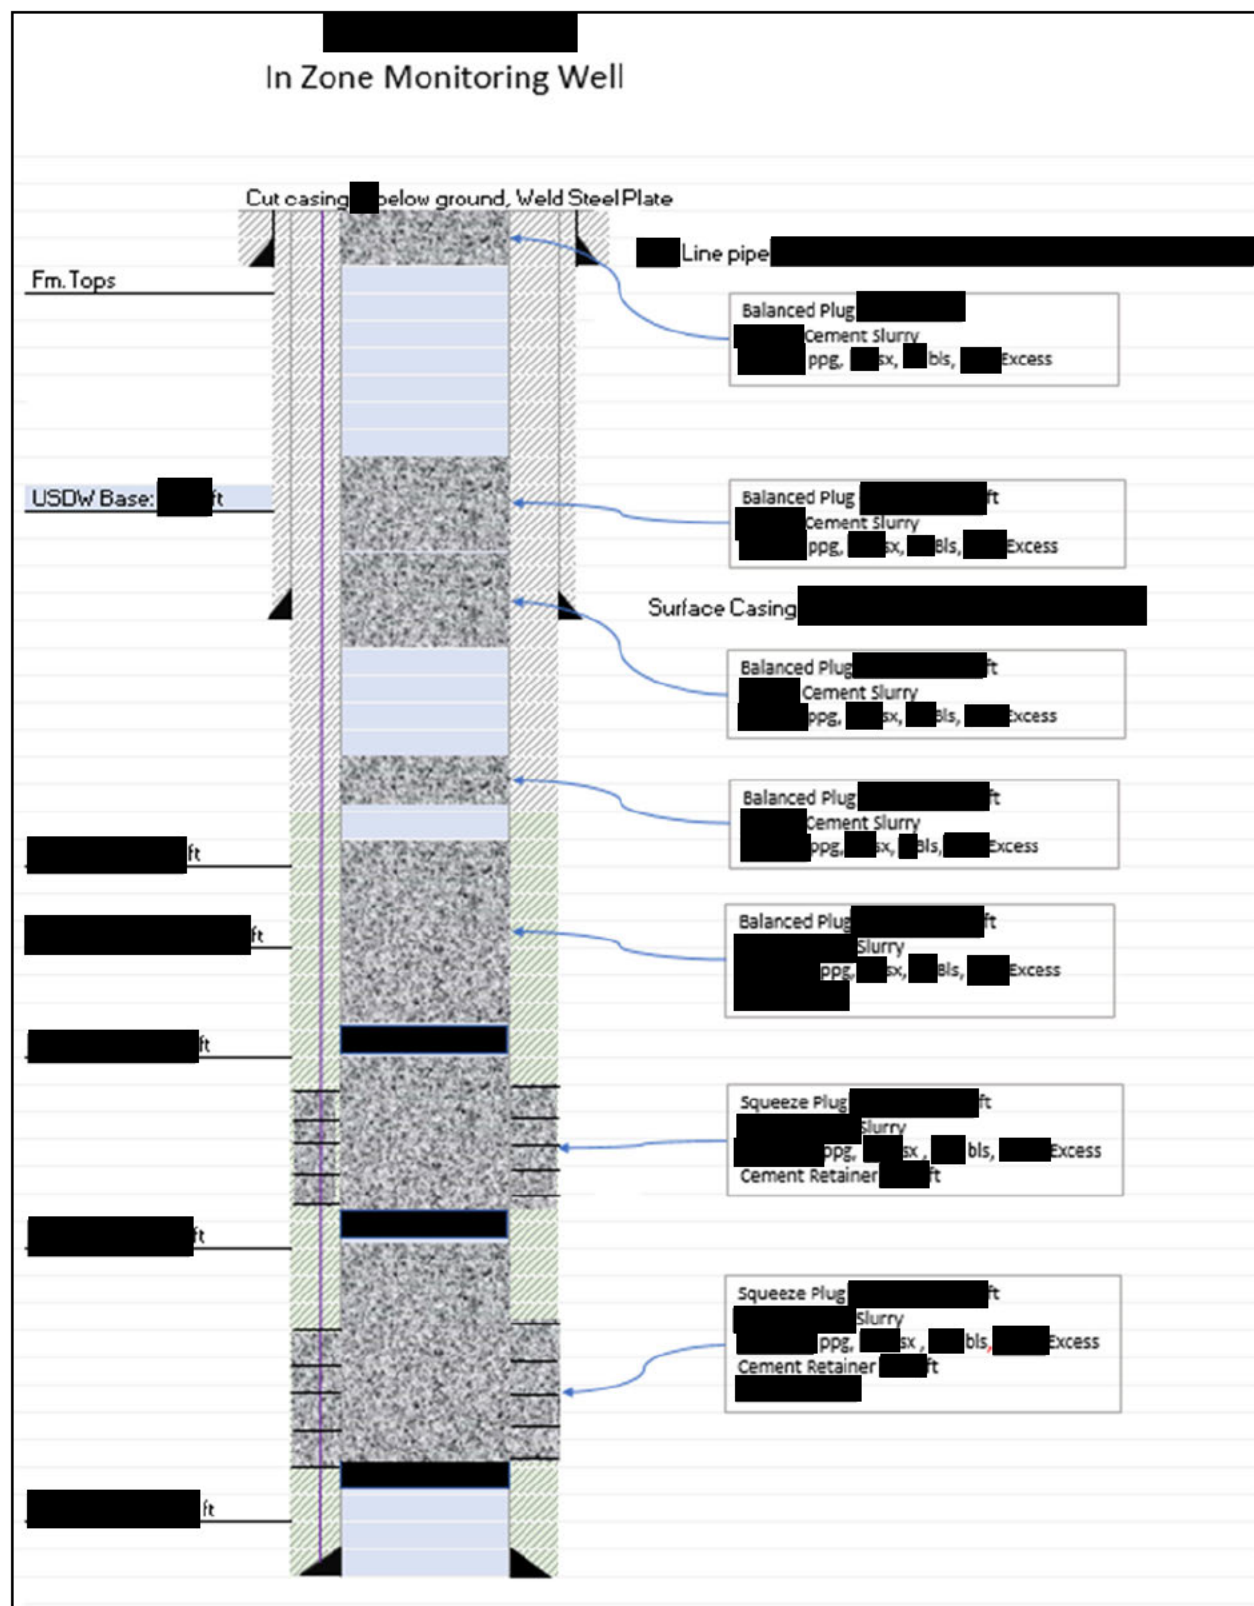 In Zone Monitoring Well
Cut casing below ground, Weld Steel Plate
Line pipe
Fm. Tops
Balanced Plug
Cement Slurry
ppg, sx, bls, Excess
USDW Base: ft
Balanced Plug ft
Cement Slurry
ppg, sx, Bls, Excess
Surface Casing
Balanced Plug ft
Cement Slurry
ppg, sx, Bls, Excess
Balanced Plug ft
Cement Slurry
ppg, sx, Bls, Excess
ft
Balanced Plug ft
Slurry
ppg, sx, Bls, Excess
ft
ft
Squeeze Plug ft
Slurry
ppg, sx , bls, Excess
Cement Retainer ft
ft
Squeeze Plug ft
Slurry
ppg, sx , bls, Excess
Cement Retainer ft
ft